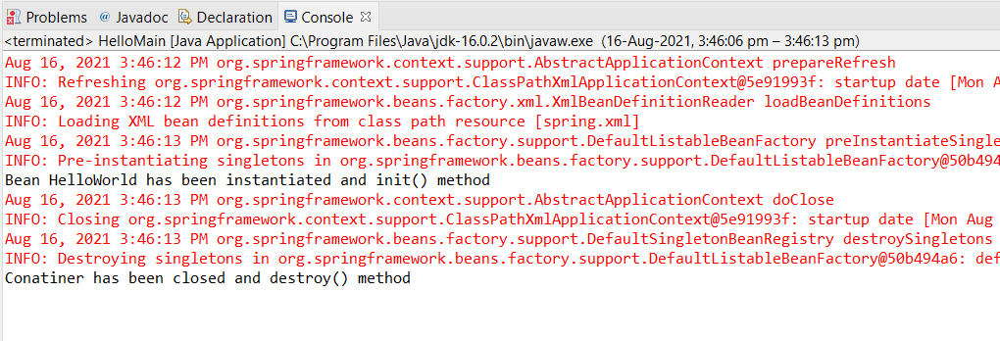 Problems @ Javadoc Declaration Console
<terminated> HelloMain [Java Application] C:\Program Files\Java\jdk-16.0.2\bin\javaw.exe (16-Aug-2021, 3:46:06 pm – 3:46:13 pm)
Aug 16, 2021 3:46:12 PM org.springframework.context.support.AbstractApplicationContext prepareRefresh
INFO: Refreshing org.springframework.context.support.ClassPathXmlApplicationContext@5e91993f: startup date [Mon A
Aug 16, 2021 3:46:12 PM org.springframework.beans.factory.xml.XmlBeanDefinitionReader loadBeanDefinitions
INFO: Loading XML bean definitions from class path resource [spring.xml]
Aug 16, 2021 3:46:13 PM org.springframework.beans.factory.support.DefaultListableBeanFactory preInstantiateSingle
INFO: Pre-instantiating singletons in org.springframework.beans.factory.support.DefaultListableBeanFactory@50b494
Bean HelloWorld has been instantiated and init() method
Aug 16, 2021 3:46:13 PM org.springframework.context.support.AbstractApplicationContext doClose
INFO: Closing org.springframework.context.support.ClassPathXmlApplicationContext@5e91993f: startup date [Mon Aug
Aug 16, 2021 3:46:13 PM org.springframework.beans.factory.support.DefaultSingletonBeanRegistry destroySingletons
INFO: Destroying singletons in org.springframework.beans.factory.support.DefaultListableBeanFactory@50b494a6: def
Conatiner has been closed and destroy() method